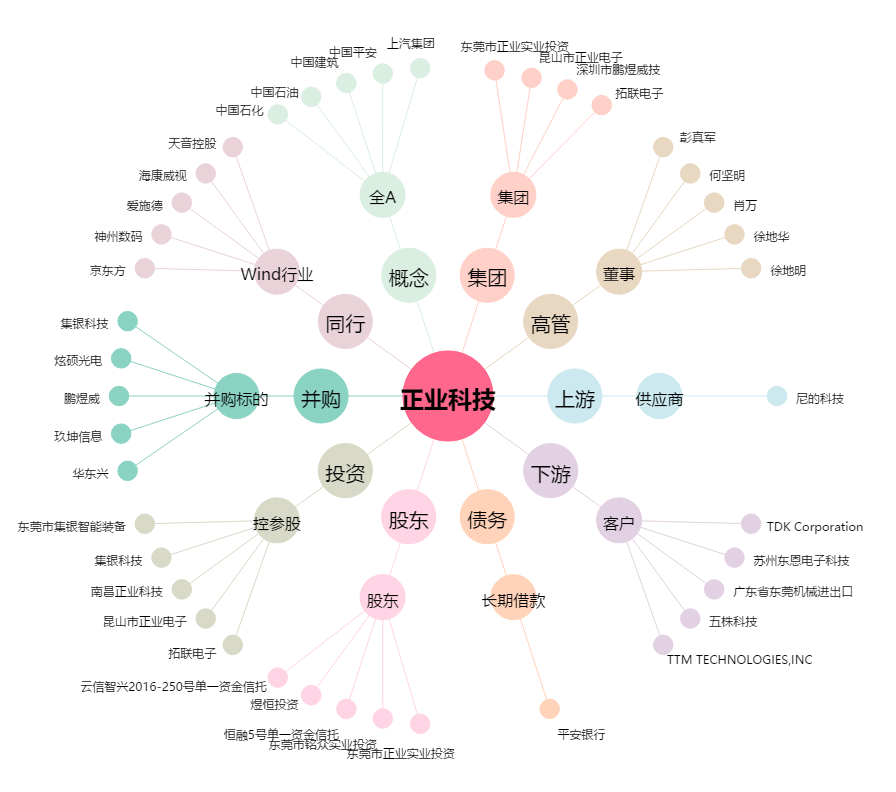 上汽集团
中国平安
中国建筑
中国石油
中国石化
全A
概念
东莞市正业实业投资
昆山市正业电子
深圳市鹏煜威技
拓联电子
集团
集团
彭真军
何坚明
肖万
徐地华
徐地明
董事
高管
天音控股
海康威视
爱施德
神州数码
京东方
Wind行业
同行
正业科技
集银科技
炫硕光电
鹏煜威
玖坤信息
华东兴
并购标的
并购
上游
供应商
尼的科技
投资
控参股
东莞市集银智能装备
集银科技
南昌正业科技
昆山市正业电子
拓联电子
下游
客户
TDK Corporation
苏州东恩电子科技
广东省东莞机械进出口
五株科技
TTM TECHNOLOGIES,INC
股东
股东
云信智兴2016-250号单一资金信托
煜恒投资
恒融5号单一资金信托
东莞市铭众实业投资
东莞市正业实业投资
债务
长期借款
平安银行